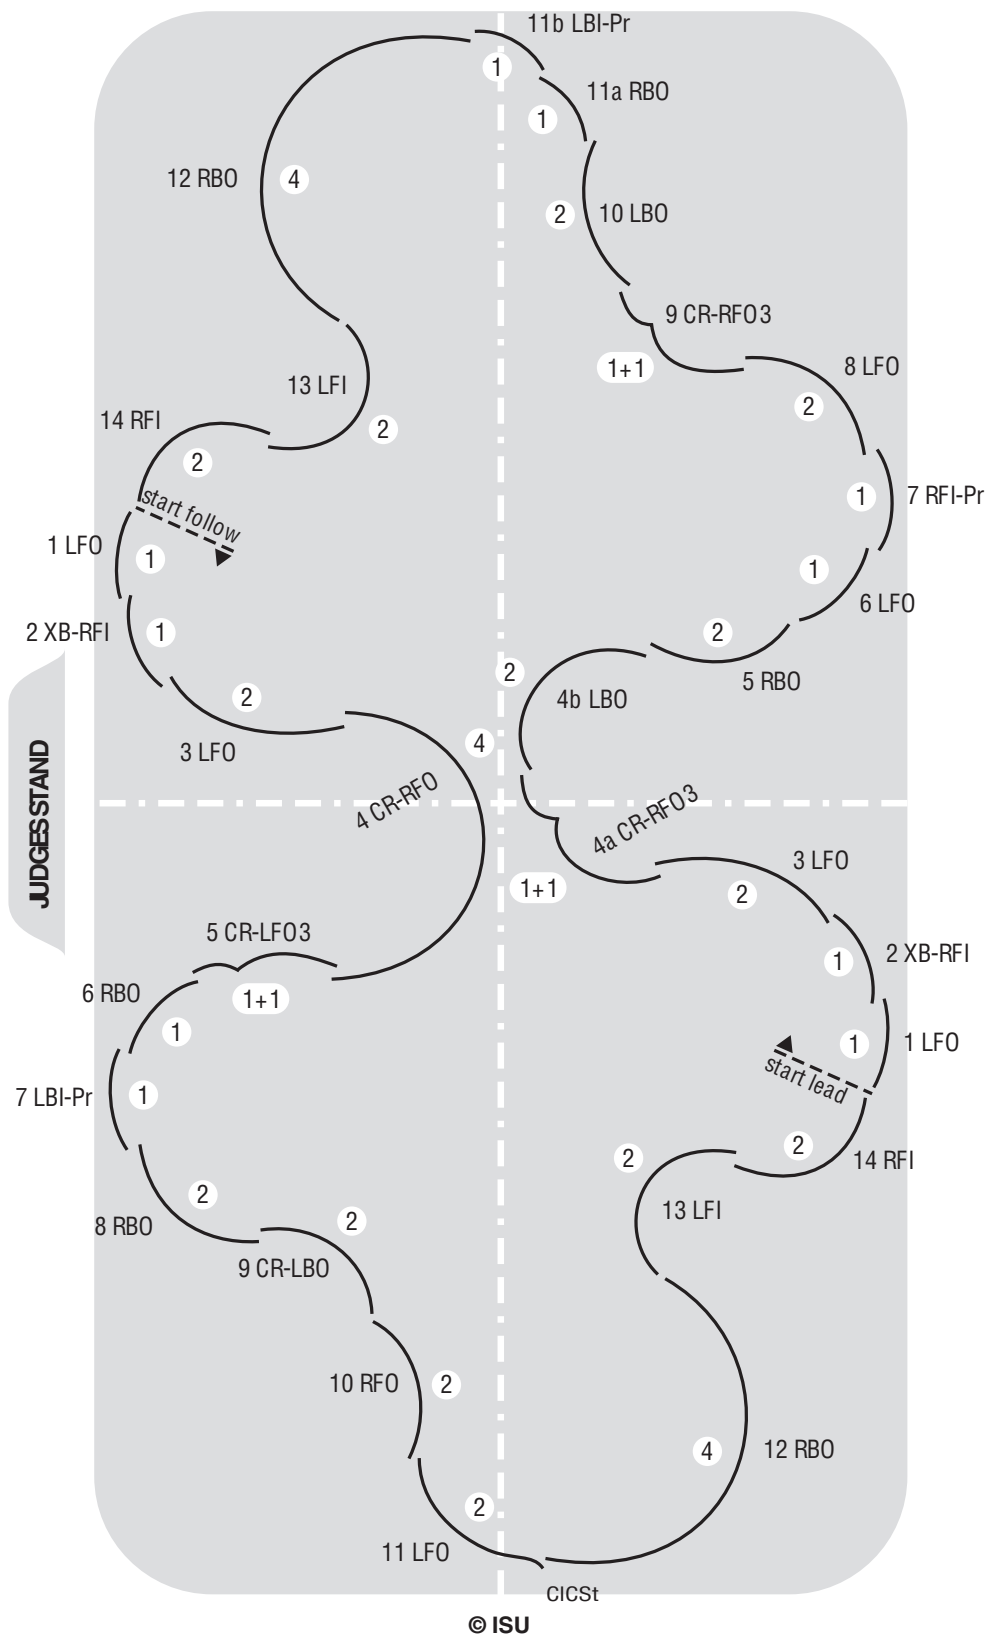 11b LBI-Pr
1
11a RBO
1
12 RBO
4
2
10 LBO
9 CR-RFO3
1+1
8 LFO
13 LFI
2
14 RFI
2
2
start follow
1
7 RFI-Pr
1 LFO
1
1
6 LFO
2 XB-RFI
1
2
5 RBO
2
4b LBO
2
3 LFO
4
4 CR-RFO
JUDGES STAND
4a CR-RFO3
3 LFO
1+1
2
5 CR-LFO3
2 XB-RFI
1
6 RBO
1+1
1
1 LFO
1
start lead
7 LBI-Pr
1
2
14 RFI
2
13 LFI
2
8 RBO
2
9 CR-LBO
10 RFO
2
12 RBO
4
2
11 LFO
CICSt
© ISU